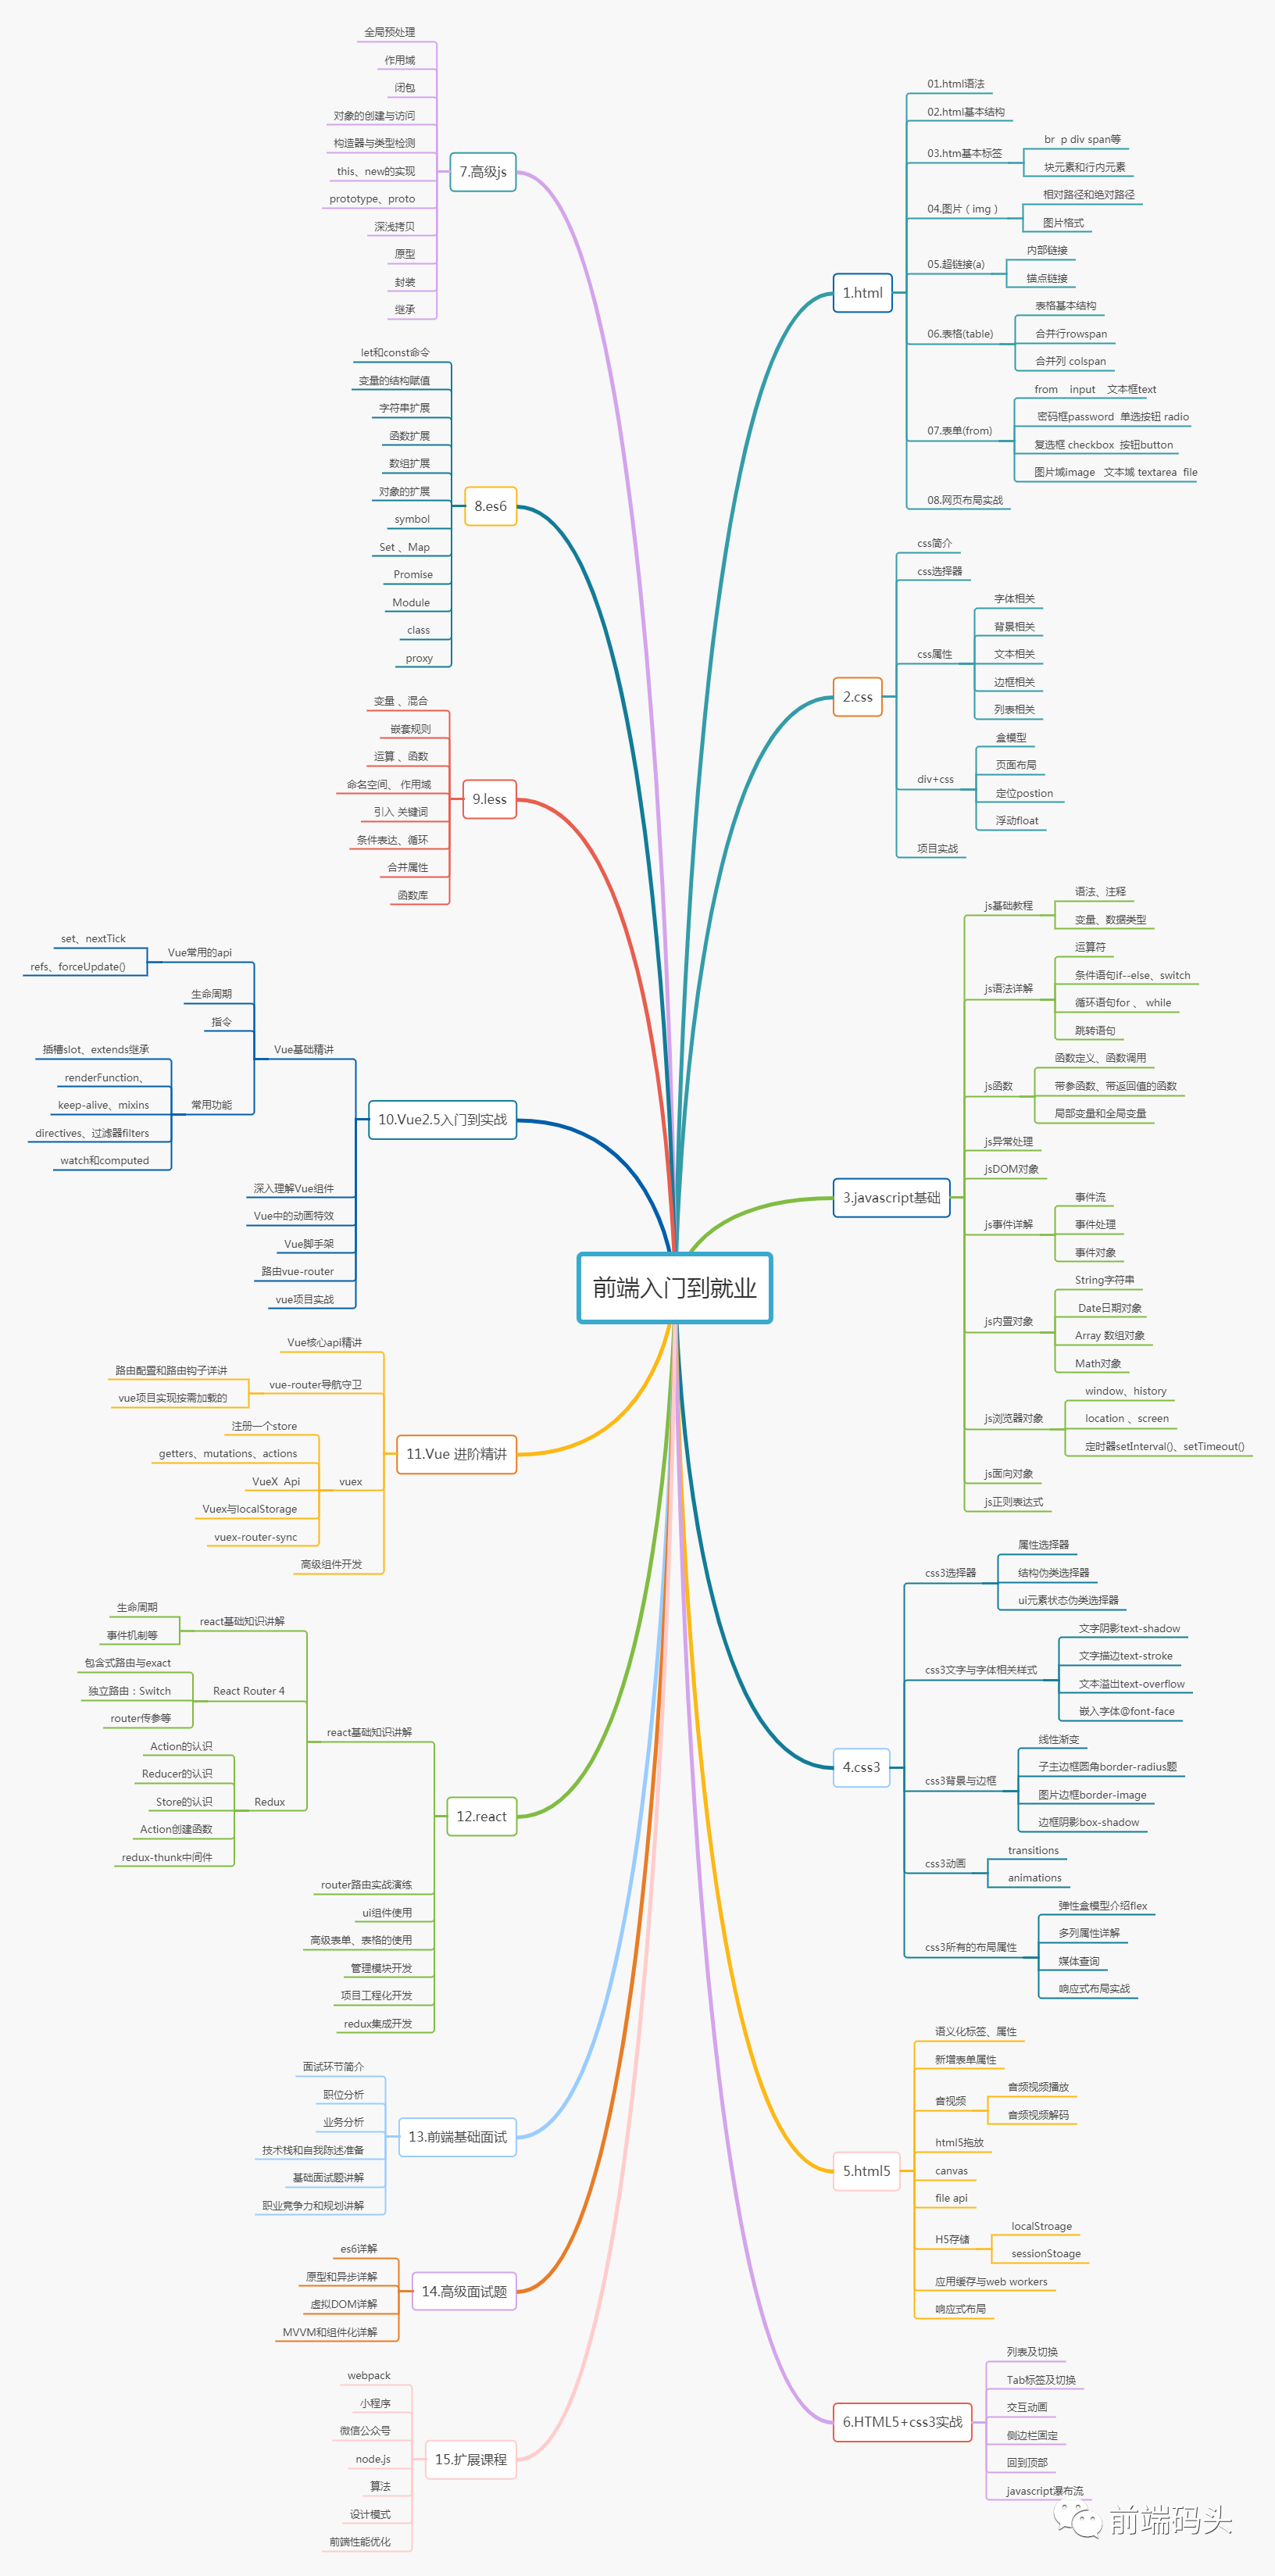 前端入门到就业
1.html
01.html语法
02.html基本结构
03.htm基本标签
br p div span等
块元素和行内元素
04.图片 ( img )
相对路径和绝对路径
图片格式
05.超链接(a)
内部链接
锚点链接
06.表格(table)
表格基本结构
合并行rowspan
合并列 colspan
07.表单(from)
from input 文本框text
密码框password 单选按钮 radio
复选框 checkbox 按钮button
图片域image 文本域 textarea file
08.网页布局实战
2.css
css简介
css选择器
css属性
字体相关
背景相关
文本相关
边框相关
列表相关
div+css
盒模型
页面布局
定位postion
浮动float
项目实战
3.javascript基础
js基础教程
语法、注释
变量、数据类型
js语法详解
运算符
条件语句if--else、switch
循环语句for 、 while
跳转语句
js函数
函数定义、函数调用
带参函数、带返回值的函数
局部变量和全局变量
js异常处理
jsDOM对象
js事件详解
事件流
事件处理
事件对象
js内置对象
String字符串
Date日期对象
Array 数组对象
Math对象
js浏览器对象
window、history
location 、screen
定时器setInterval()、setTimeout()
js面向对象
js正则表达式
4.css3
css3选择器
属性选择器
结构伪类选择器
ui元素状态伪类选择器
css3文字与字体相关样式
文字阴影text-shadow
文字描边text-stroke
文本溢出text-overflow
嵌入字体@font-face
css3背景与边框
线性渐变
子主边框圆角border-radius题
图片边框border-image
边框阴影box-shadow
css3动画
transitions
animations
css3所有的布局属性
弹性盒模型介绍flex
多列属性详解
媒体查询
响应式布局实战
5.html5
语义化标签、属性
新增表单属性
音视频
音频视频播放
音频视频解码
html5拖放
canvas
file api
H5存储
localStroage
sessionStoage
应用缓存与web workers
响应式布局
6.HTML5+css3实战
列表及切换
Tab标签及切换
交互动画
侧边栏固定
回到顶部
javascript瀑布流
7.高级js
全局预处理
作用域
闭包
对象的创建与访问
构造器与类型检测
this、new的实现
prototype、proto
深浅拷贝
原型
封装
继承
8.es6
let和const命令
变量的结构赋值
字符串扩展
函数扩展
数组扩展
对象的扩展
symbol
Set 、Map
Promise
Module
class
proxy
9.less
变量 、混合
嵌套规则
运算 、函数
命名空间、 作用域
引入 关键词
条件表达、循环
合并属性
函数库
10.Vue2.5入门到实战
Vue基础精讲
Vue常用的api
set、nextTick
refs、forceUpdate()
生命周期
指令
常用功能
插槽slot、extends继承
renderFunction、
keep-alive、mixins
directives、过滤器filters
watch和computed
深入理解Vue组件
Vue中的动画特效
Vue脚手架
路由vue-router
vue项目实战
11.Vue 进阶精讲
Vue核心api精讲
vue-router导航守卫
路由配置和路由钩子详讲
vue项目实现按需加载的
vuex
注册一个store
getters、mutations、actions
VueX Api
Vuex与localStorage
vuex-router-sync
高级组件开发
12.react
react基础知识讲解
react基础知识讲解
生命周期
事件机制等
React Router 4
包含式路由与exact
独立路由：Switch
router传参等
Redux
Action的认识
Reducer的认识
Store的认识
Action创建函数
redux-thunk中间件
router路由实战演练
ui组件使用
高级表单、表格的使用
管理模块开发
项目工程化开发
redux集成开发
13.前端基础面试
面试环节简介
职位分析
业务分析
技术栈和自我陈述准备
基础面试题讲解
职业竞争力和规划讲解
14.高级面试题
es6详解
原型和异步详解
虚拟DOM详解
MVVM和组件化详解
15.扩展课程
webpack
小程序
微信公众号
node.js
算法
设计模式
前端性能优化
前端码头